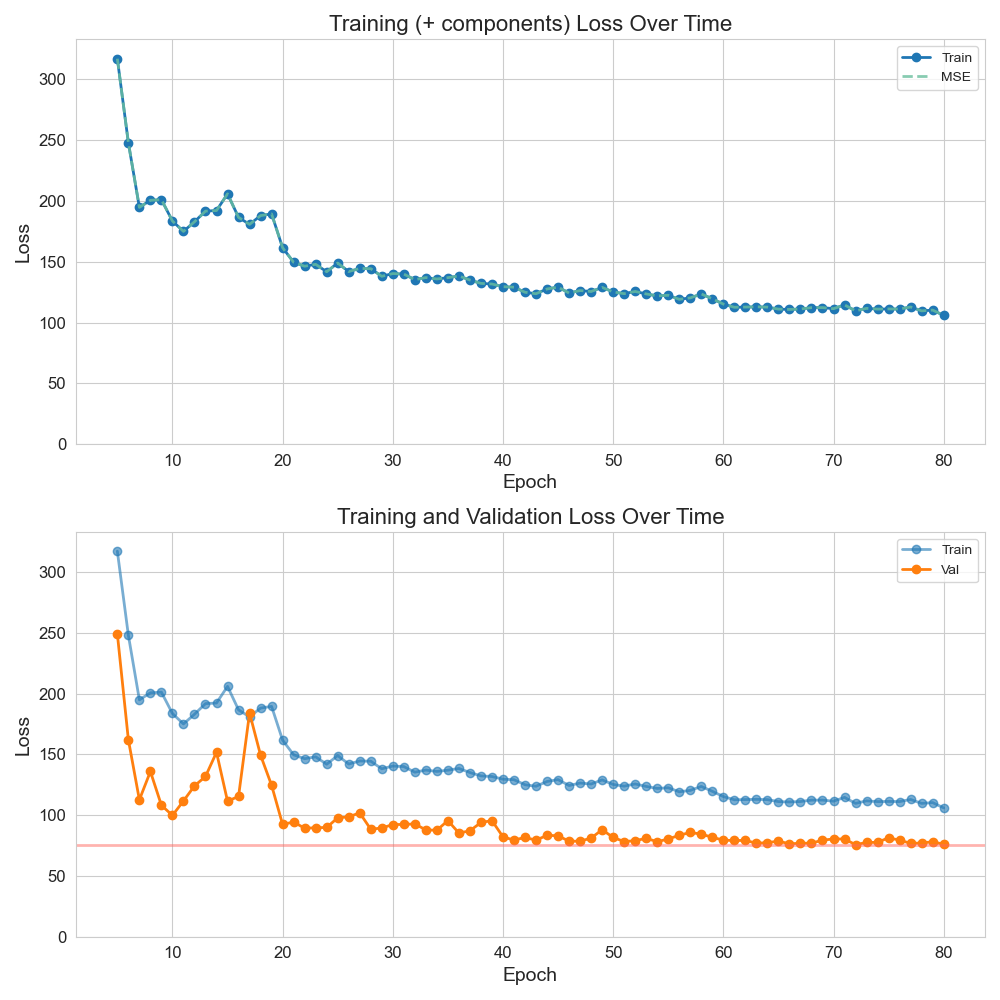 Training (+ components) Loss Over Time
Train
MSE
300
250
200
150
100
50
0
Loss
10 20 30 40 50 60 70 80
Epoch
Training and Validation Loss Over Time
Train
Val
300
250
200
150
100
50
0
Loss
10 20 30 40 50 60 70 80
Epoch